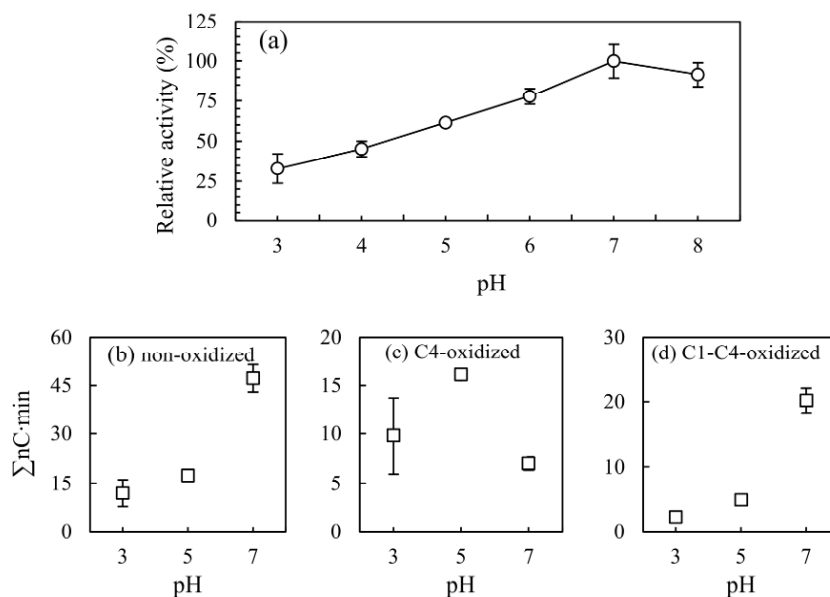 125
100
75
50
25
0
Relative activity (%)
(a)
3 4 5 6 7 8
pH
60
45
30
15
0
∑nC·min
(b) non-oxidized
3 5 7
pH
20
15
10
5
0
(c) C4-oxidized
3 5 7
pH
30
20
10
0
(d) C1-C4-oxidized
3 5 7
pH